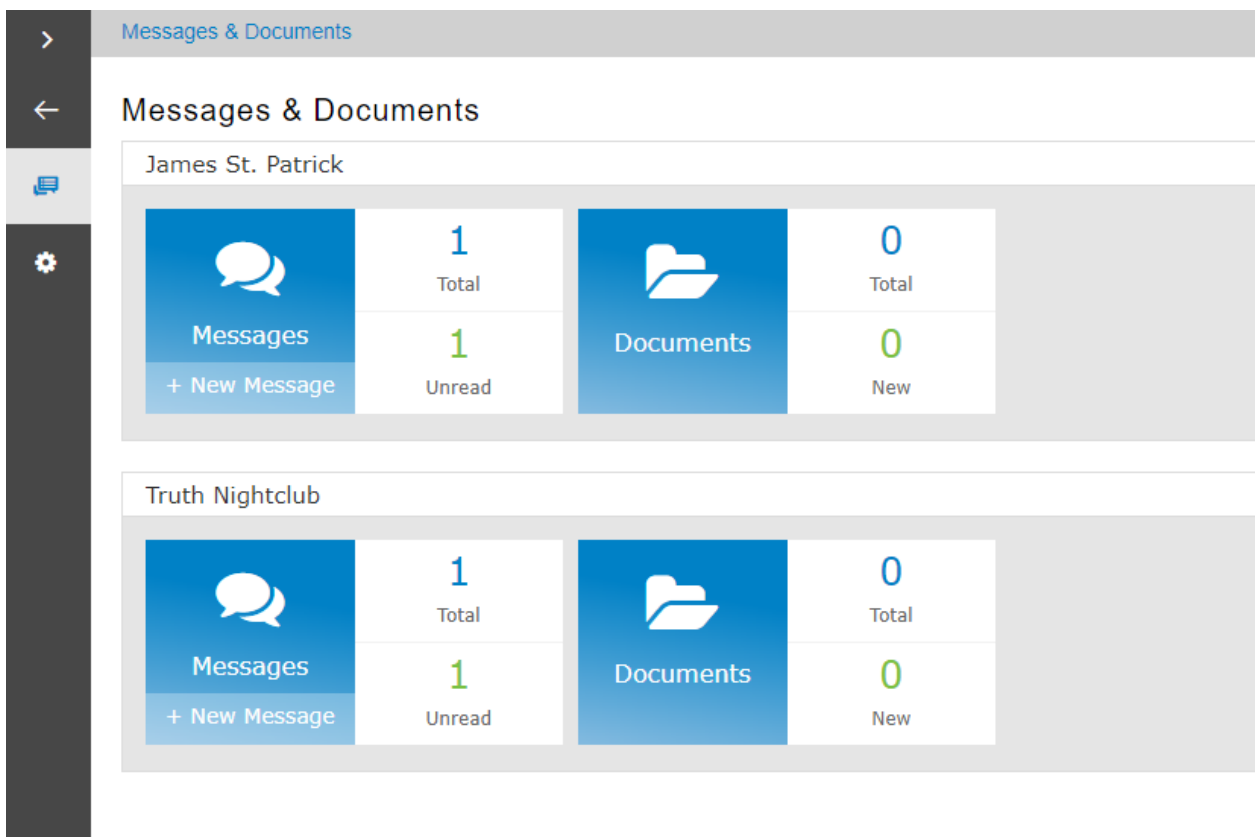 Messages & Documents
Messages & Documents
James St. Patrick
Messages
+ New Message
1
Total
1
Unread
Documents
0
Total
0
New
Truth Nightclub
Messages
+ New Message
1
Total
1
Unread
Documents
0
Total
0
New